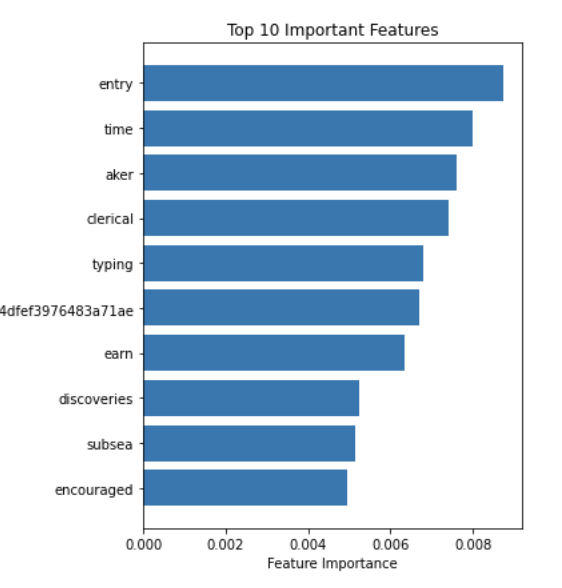 Top 10 Important Features
entry
time
aker
clerical
typing
4dfef3976483a71ae
earn
discoveries
subsea
encouraged
0.000 0.002 0.004 0.006 0.008
Feature Importance